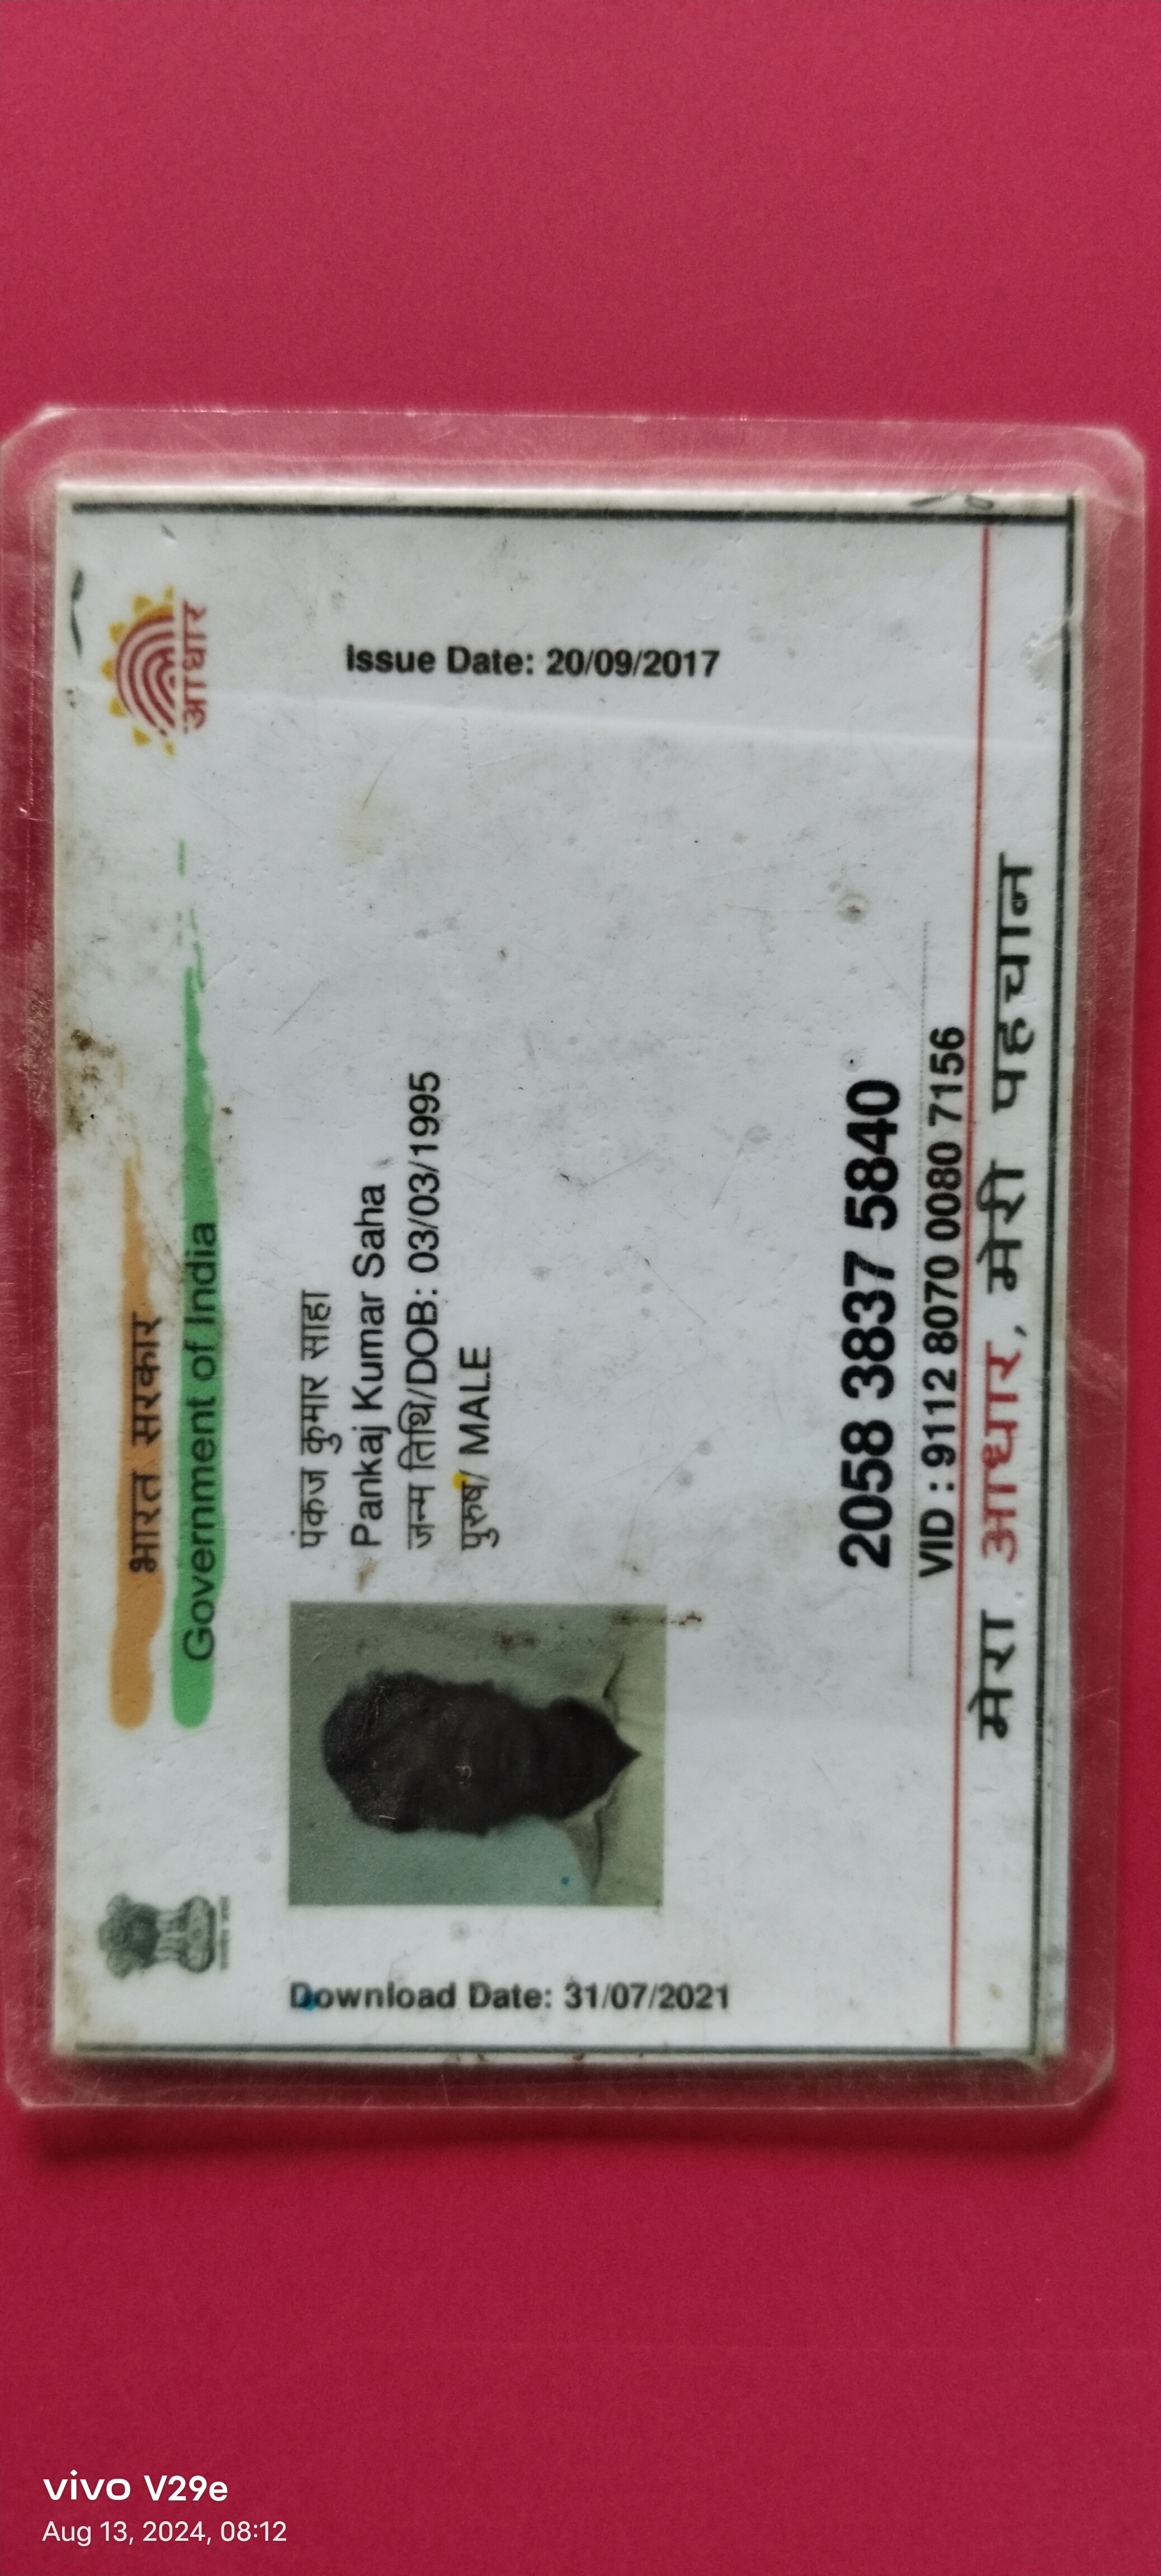 भारत सरकार
Government of India
आधार
Issue Date: 20/09/2017
पंकज कुमार साहा
Pankaj Kumar Saha
जन्म तिथि/DOB: 03/03/1995
पुरुष/ MALE
Download Date: 31/07/2021
2058 3837 5840
VID : 9112 8070 0080 7156
मेरा आधार, मेरी पहचान
vivo V29e
Aug 13, 2024, 08:12